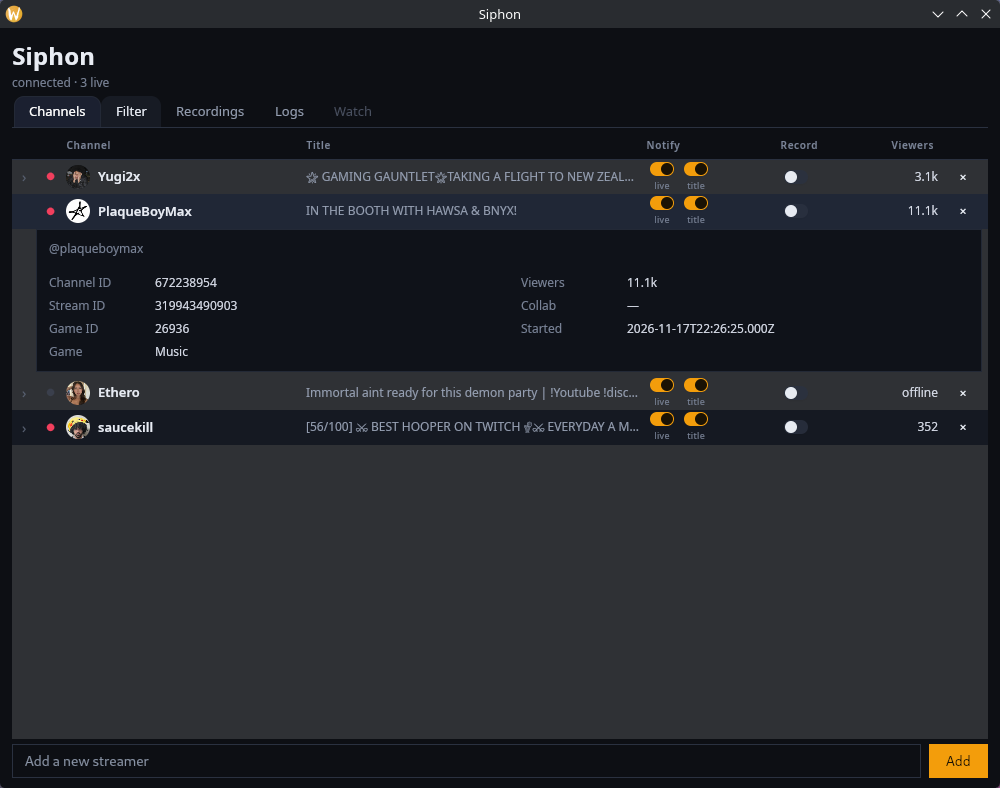 Siphon
Siphon
connected · 3 live
Channels Filter Recordings Logs Watch
Channel Title Notify Record Viewers
Yugi2x GAMING GAUNTLET TAKING A FLIGHT TO NEW ZEAL... live title 3.1k ×
PlaqueBoyMax IN THE BOOTH WITH HAWSA & BNYX! live title 11.1k ×
@plaqueboymax
Channel ID 672238954 Viewers 11.1k
Stream ID 319943490903 Collab —
Game ID 26936 Started 2026-11-17T22:26:25.000Z
Game Music
Ethero Immortal aint ready for this demon party | !Youtube !disc... live title offline ×
saucekill [56/100] ⚔ BEST HOOPER ON TWITCH ⚔ EVERYDAY A M... live title 352 ×
Add a new streamer Add